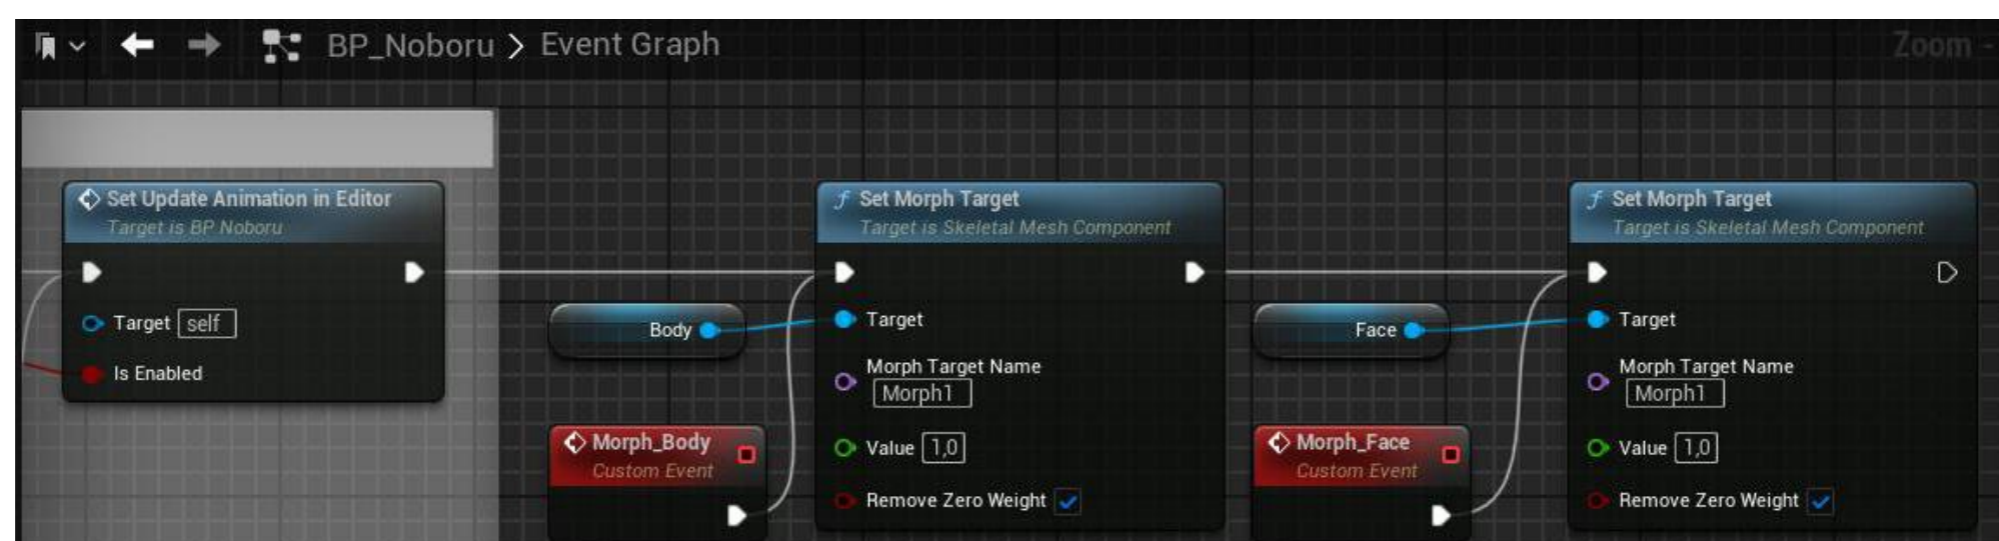 BP_Noboru > Event Graph
Zoom -
Set Update Animation in Editor
Target is BP Noboru
Target self
Is Enabled
Body
Morph_Body
Custom Event
Set Morph Target
Target is Skeletal Mesh Component
Target
Morph Target Name
Morph1
Value 1,0
Remove Zero Weight
Face
Morph_Face
Custom Event
Set Morph Target
Target is Skeletal Mesh Component
Target
Morph Target Name
Morph1
Value 1,0
Remove Zero Weight